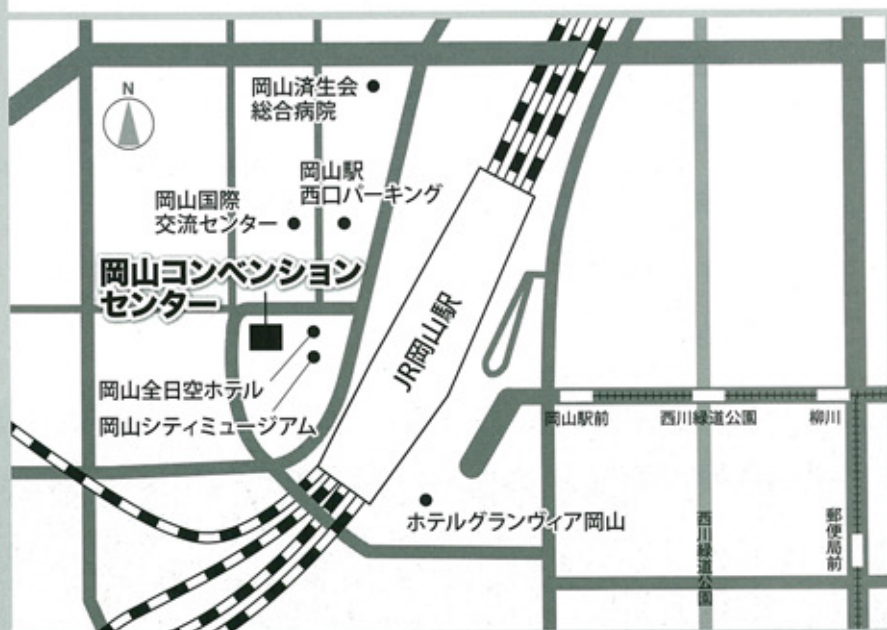 岡山済生会
総合病院
N
岡山駅
西口パーキング
岡山国際
交流センター
岡山コンベンション
センター
JR岡山駅
岡山全日空ホテル
岡山シティミュージアム
岡山駅前
西川緑道公園
柳川
ホテルグランヴィア岡山
西川緑道公園
郵便局前